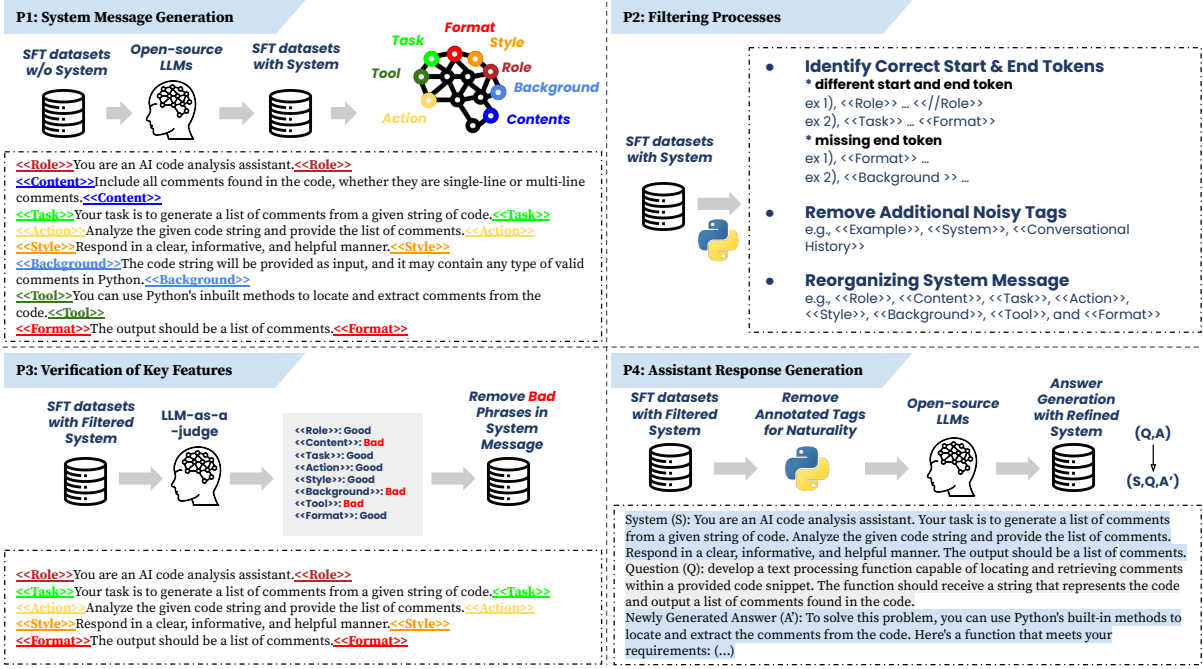 P1: System Message Generation
SFT datasets
w/o System
Open-source
LLMs
SFT datasets
with System
Format
Task
Style
Tool
Role
Background
Action
Contents
<<Role>>You are an AI code analysis assistant.<<Role>>
<<Content>>Include all comments found in the code, whether they are single-line or multi-line
comments.<<Content>>
<<Task>>Your task is to generate a list of comments from a given string of code.<<Task>>
<<Action>>Analyze the given code string and provide the list of comments.<<Action>>
<<Style>>Respond in a clear, informative, and helpful manner.<<Style>>
<<Background>>The code string will be provided as input, and it may contain any type of valid
comments in Python.<<Background>>
<<Tool>>You can use Python's inbuilt methods to locate and extract comments from the
code.<<Tool>>
<<Format>>The output should be a list of comments.<<Format>>
P2: Filtering Processes
SFT datasets
with System
● Identify Correct Start & End Tokens
* different start and end token
ex 1), <<Role>> … <<//Role>>
ex 2), <<Task>> … <<Format>>
* missing end token
ex 1), <<Format>> …
ex 2), <<Background >> …
● Remove Additional Noisy Tags
e.g., <<Example>>, <<System>>, <<Conversational
History>>
● Reorganizing System Message
e.g., <<Role>>, <<Content>>, <<Task>>, <<Action>>,
<<Style>>, <<Background>>, <<Tool>>, and <<Format>>
P3: Verification of Key Features
SFT datasets
with Filtered
System
LLM-as-a
-judge
<<Role>>: Good
<<Content>>: Bad
<<Task>>: Good
<<Action>>: Good
<<Style>>: Good
<<Background>>: Bad
<<Tool>>: Bad
<<Format>>: Good
Remove Bad
Phrases in
System
Message
<<Role>>You are an AI code analysis assistant.<<Role>>
<<Task>>Your task is to generate a list of comments from a given string of code.<<Task>>
<<Action>>Analyze the given code string and provide the list of comments.<<Action>>
<<Style>>Respond in a clear, informative, and helpful manner.<<Style>>
<<Format>>The output should be a list of comments.<<Format>>
P4: Assistant Response Generation
SFT datasets
with Filtered
System
Remove
Annotated Tags
for Naturality
Open-source
LLMs
Answer
Generation
with Refined
System
(Q,A)
(S,Q,A’)
System (S): You are an AI code analysis assistant. Your task is to generate a list of comments
from a given string of code. Analyze the given code string and provide the list of comments.
Respond in a clear, informative, and helpful manner. The output should be a list of comments.
Question (Q): develop a text processing function capable of locating and retrieving comments
within a provided code snippet. The function should receive a string that represents the code
and output a list of comments found in the code.
Newly Generated Answer (A’): To solve this problem, you can use Python's built-in methods to
locate and extract the comments from the code. Here's a function that meets your
requirements: (…)